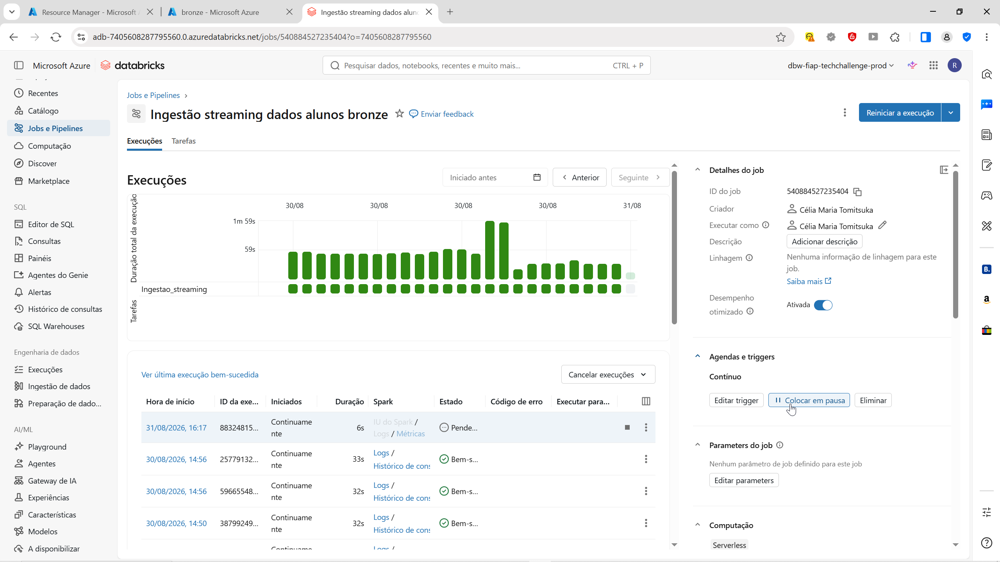 Resource Manager - Microsoft A
bronze - Microsoft Azure
Ingestão streaming dados alun
adb-7405608287795560.0.azuredatabricks.net/jobs/540884527235404?o=7405608287795560
Microsoft Azure
databricks
Pesquisar dados, notebooks, recentes e muito mais...
CTRL + P
dbw-fiap-techchallenge-prod
R
Recentes
Catálogo
Jobs e Pipelines
Computação
Discover
Marketplace
SQL
Editor de SQL
Consultas
Painéis
Agentes do Genie
Alertas
Histórico de consultas
SQL Warehouses
Engenharia de dados
Execuções
Ingestão de dados
Preparação de dado...
AI/ML
Playground
Agentes
Gateway de IA
Experiências
Características
Modelos
A disponibilizar
Jobs e Pipelines
Ingestão streaming dados alunos bronze
Enviar feedback
Reiniciar a execução
Execuções
Tarefas
Execuções
Iniciado antes
Anterior
Seguinte
Duração total da execução
30/08
30/08
30/08
30/08
31/08
1m 59s
59s
Ingestao_streaming
Tarefas
Ver última execução bem-sucedida
Cancelar execuções
Hora de início
ID da exe...
Iniciados
Duração
Spark
Estado
Código de erro
Executar para...
31/08/2026, 16:17
88324815...
Continuame
nte
6s
IU do Spark /
Logs / Métricas
Pende...
30/08/2026, 14:56
25779132...
Continuame
nte
33s
Logs /
Histórico de cons
Bem-s...
30/08/2026, 14:56
59665548...
Continuame
nte
32s
Logs /
Histórico de cons
Bem-s...
30/08/2026, 14:50
38799249...
Continuame
nte
32s
Logs /
Histórico de cons
Bem-s...
Continuame
Logs /
Detalhes do job
ID do job
540884527235404
Criador
Célia Maria Tomitsuka
Executar como
Célia Maria Tomitsuka
Descrição
Adicionar descrição
Linhagem
Nenhuma informação de linhagem para este
job.
Saiba mais
Desempenho
otimizado
Ativada
Agendas e triggers
Contínuo
Editar trigger
Colocar em pausa
Eliminar
Parameters do job
Nenhum parâmetro de job definido para este job
Editar parameters
Computação
Serverless
B.
a